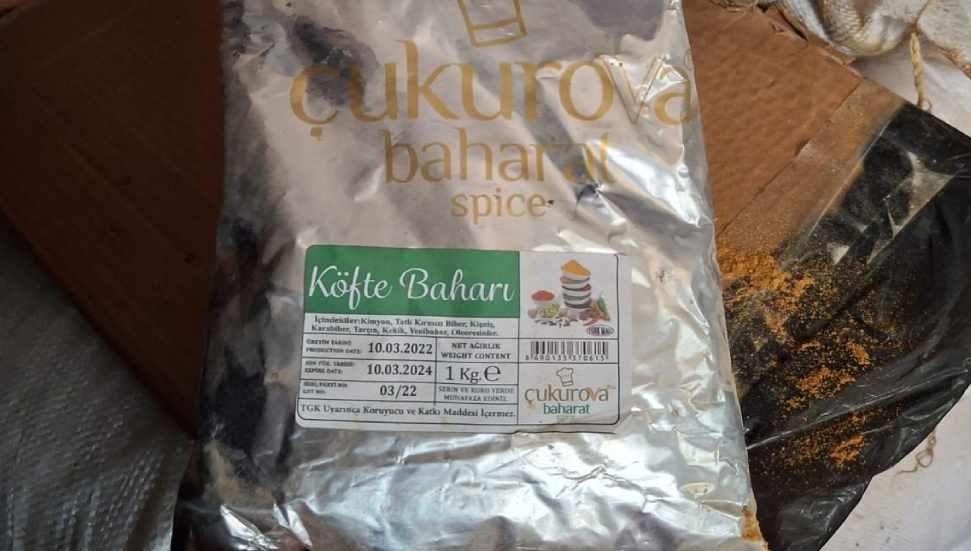 çukurova
baharat
spice
Köfte Baharı
İçindekiler: Kimyon, Tatlı Kırmızı Biber, Kişniş,
Karabiber, Tarçın, Kekik, Yenibahar, Oleoresinler.
ÜRETİM TARİHİ
PRODUCTION DATE: 10.03.2022
NET AĞIRLIK
WEIGHT CONTENT
SON TÜK. TARİHİ
EXPIRE DATE: 10.03.2024
1 Kg. e
SERİ/PARTİ NO
LOT NO. 03/22
SERİN VE KURU YERDE
MUHAFAZA EDİNİZ
TGK Uyarınca Koruyucu ve Katkı Maddesi İçermez.
8690135370613
çukurova
baharat